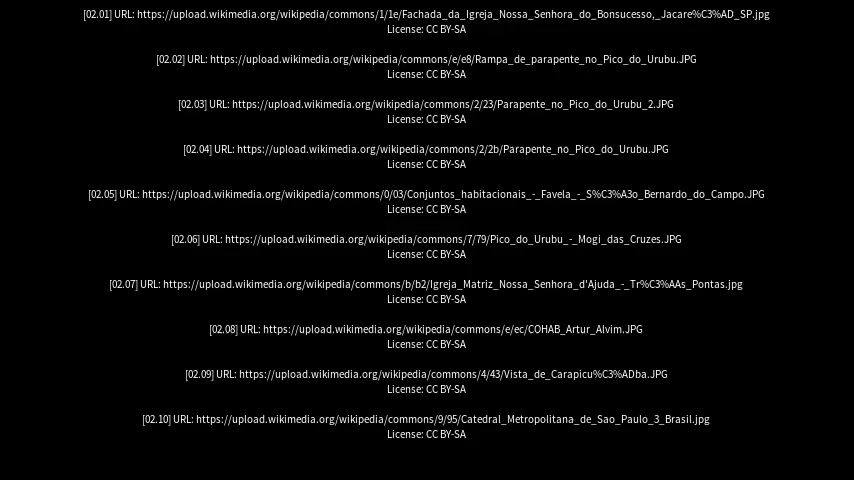 [02.01] URL: https://upload.wikimedia.org/wikipedia/commons/1/1e/Fachada_da_Igreja_Nossa_Senhora_do_Bonsucesso,_Jacare%C3%AD_SP.jpg
License: CC BY-SA
[02.02] URL: https://upload.wikimedia.org/wikipedia/commons/e/e8/Rampa_de_parapente_no_Pico_do_Urubu.JPG
License: CC BY-SA
[02.03] URL: https://upload.wikimedia.org/wikipedia/commons/2/23/Parapente_no_Pico_do_Urubu_2.JPG
License: CC BY-SA
[02.04] URL: https://upload.wikimedia.org/wikipedia/commons/2/2b/Parapente_no_Pico_do_Urubu.JPG
License: CC BY-SA
[02.05] URL: https://upload.wikimedia.org/wikipedia/commons/0/03/Conjuntos_habitacionais_-_Favela_-_S%C3%A3o_Bernardo_do_Campo.JPG
License: CC BY-SA
[02.06] URL: https://upload.wikimedia.org/wikipedia/commons/7/79/Pico_do_Urubu_-_Mogi_das_Cruzes.JPG
License: CC BY-SA
[02.07] URL: https://upload.wikimedia.org/wikipedia/commons/b/b2/Igreja_Matriz_Nossa_Senhora_d'Ajuda_-_Tr%C3%AAs_Pontas.jpg
License: CC BY-SA
[02.08] URL: https://upload.wikimedia.org/wikipedia/commons/e/ec/COHAB_Artur_Alvim.JPG
License: CC BY-SA
[02.09] URL: https://upload.wikimedia.org/wikipedia/commons/4/43/Vista_de_Carapicu%C3%ADba.JPG
License: CC BY-SA
[02.10] URL: https://upload.wikimedia.org/wikipedia/commons/9/95/Catedral_Metropolitana_de_Sao_Paulo_3_Brasil.jpg
License: CC BY-SA